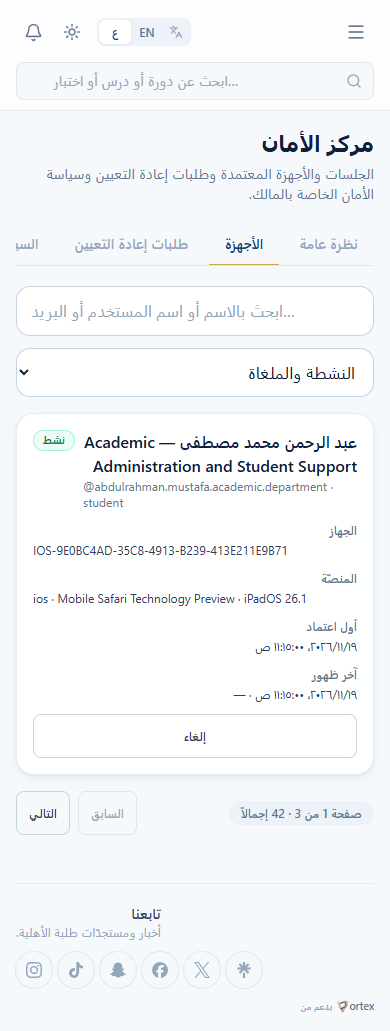 ع EN
ابحث عن دورة أو درس أو اختبار...
مركز الأمان
الجلسات والأجهزة المعتمدة وطلبات إعادة التعيين وسياسة
الأمان الخاصة بالمالك.
نظرة عامة
الأجهزة
طلبات إعادة التعيين
السي
ابحث بالاسم أو اسم المستخدم أو البريد...
النشطة والملغاة
عبد الرحمن محمد مصطفى — Academic
Administration and Student Support
نشط
@abdulrahman.mustafa.academic.department ·
student
الجهاز
IOS-9E0BC4AD-35C8-4913-B239-413E211E9B71
المنصّة
ios · Mobile Safari Technology Preview · iPadOS 26.1
أول اعتماد
١٩‏/١١‏/٢٠٢٦، ١١:١٥:٠٠ ص
آخر ظهور
١٩‏/١١‏/٢٠٢٦، ١١:١٥:٠٠ ص · —
إلغاء
صفحة 1 من 3 · 42 إجمالاً
السابق
التالي
تابعنا
أخبار ومستجدّات طلبة الأهلية.
يدعم من ortex